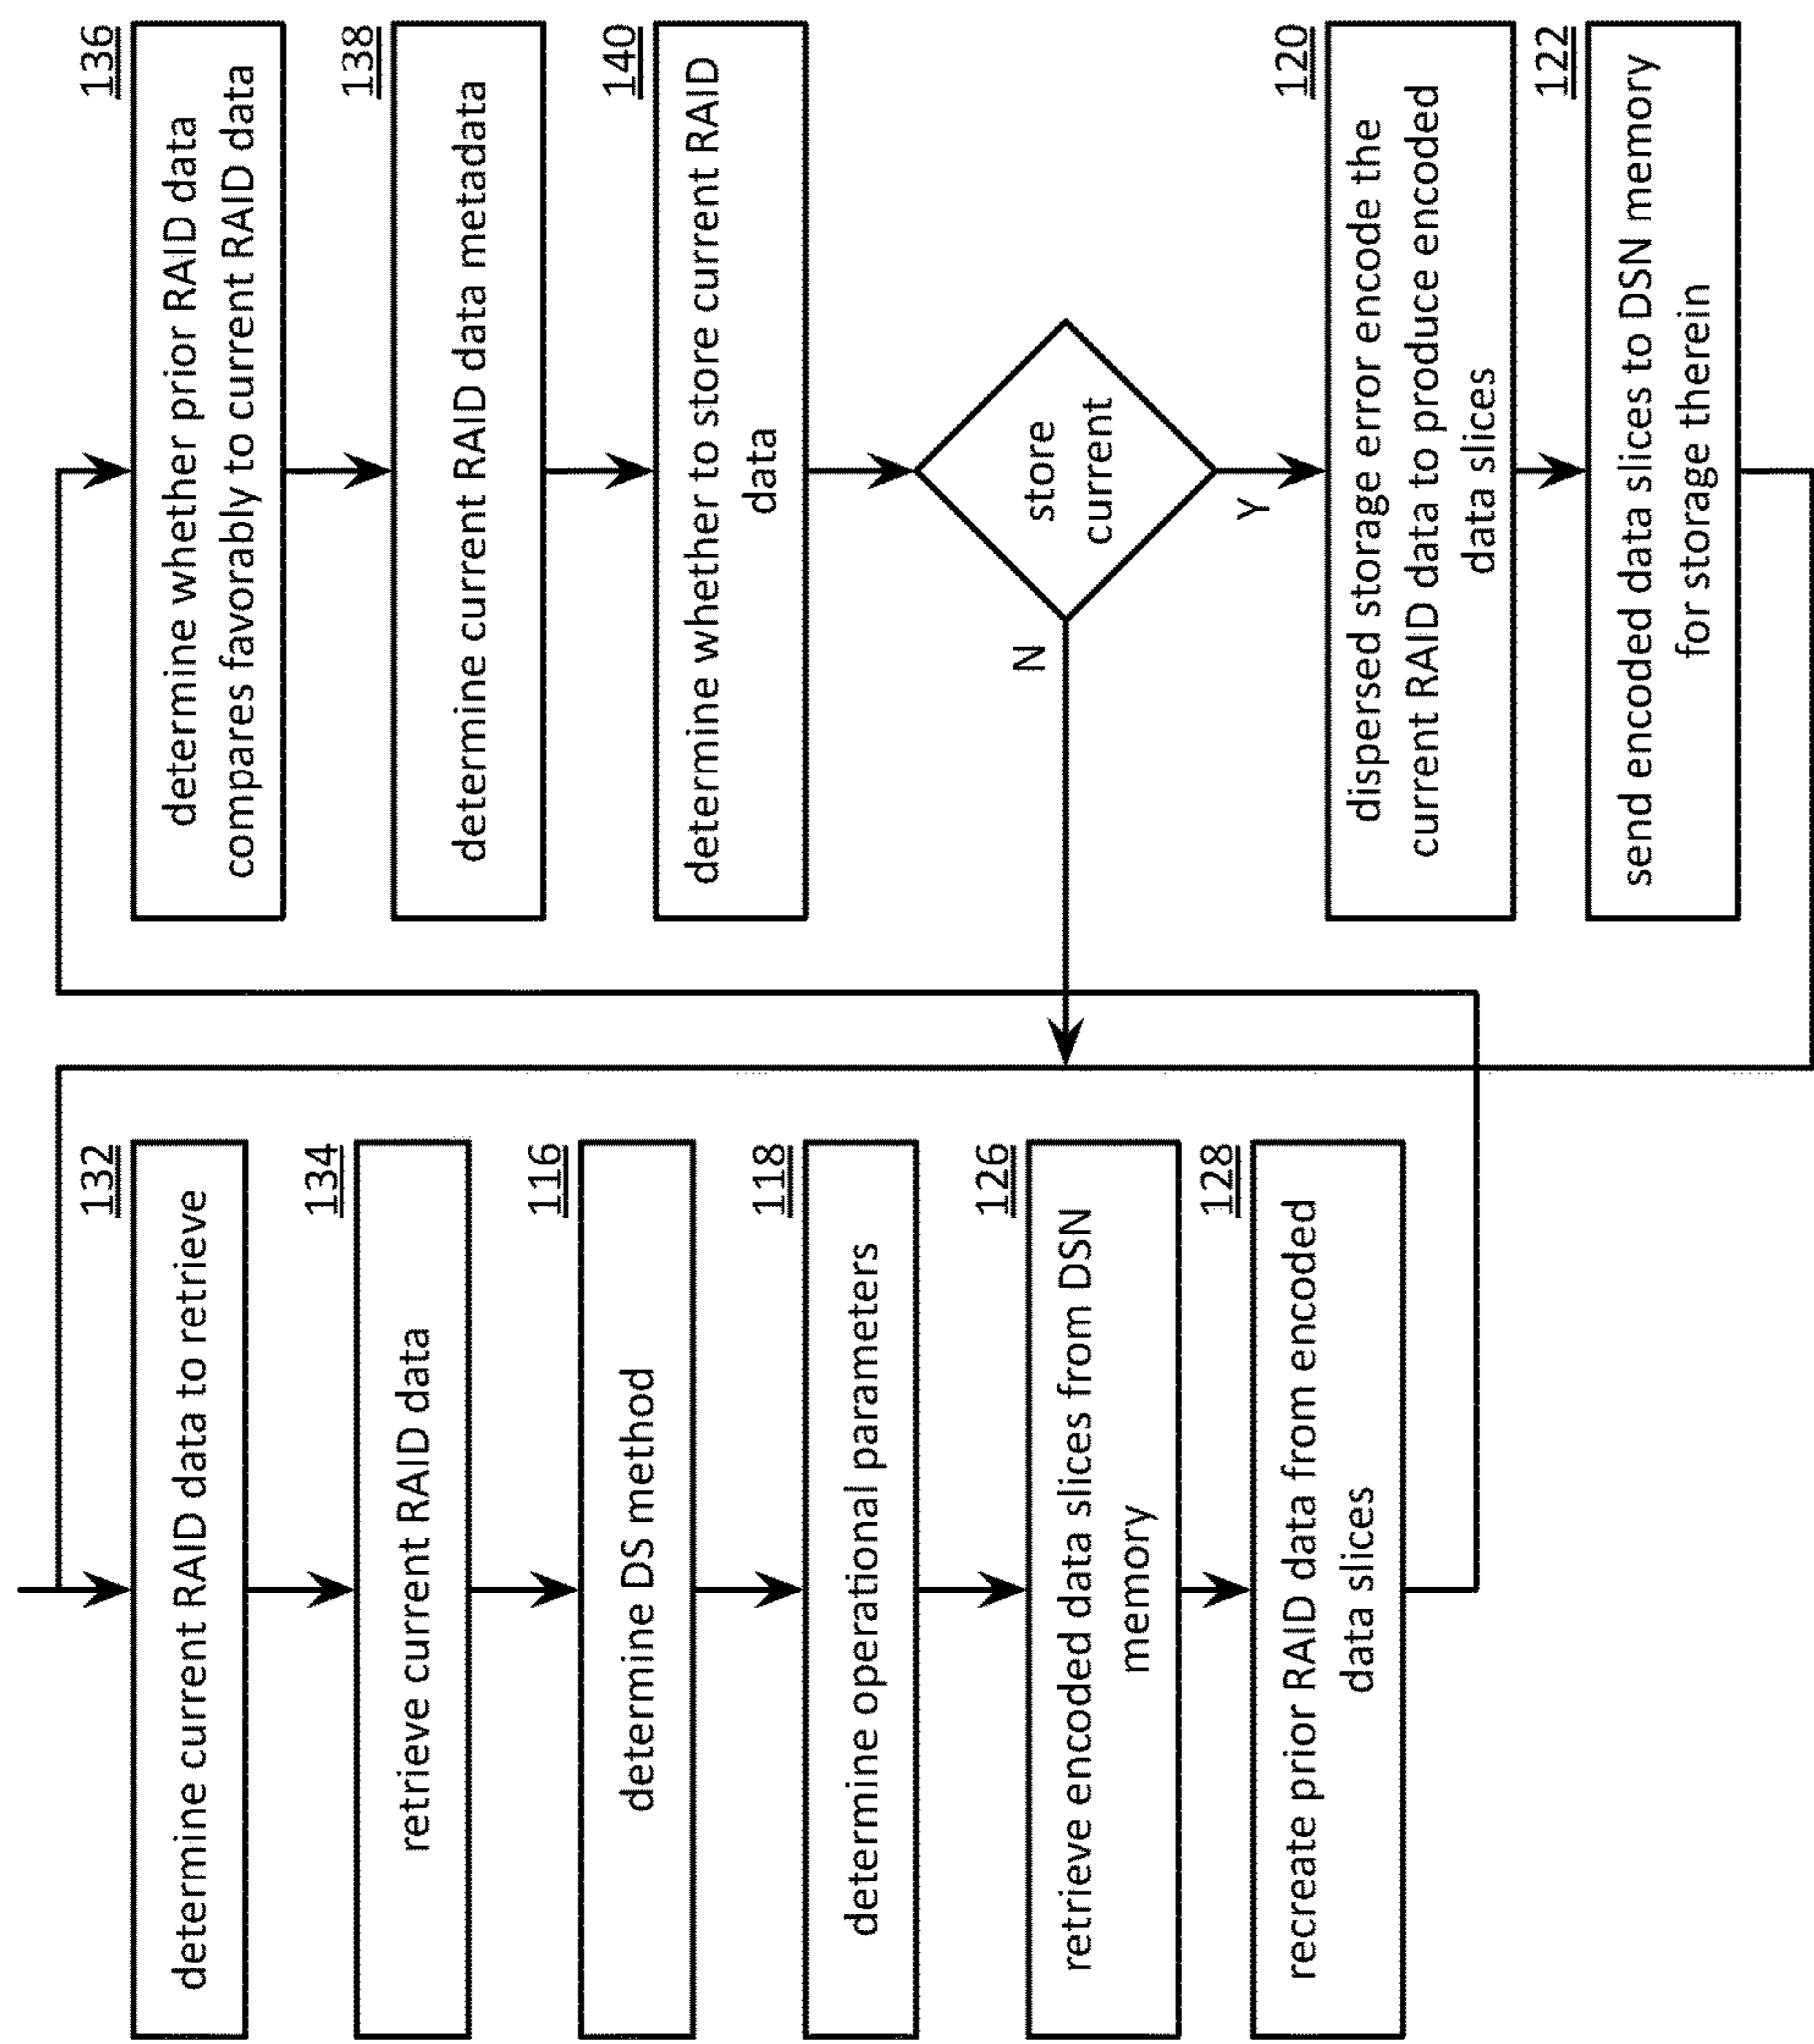 132
determine current RAID data to retrieve
134
retrieve current RAID data
116
determine DS method
118
determine operational parameters
126
retrieve encoded data slices from DSN
memory
128
recreate prior RAID data from encoded
data slices
136
determine whether prior RAID data
compares favorably to current RAID data
138
determine current RAID data metadata
140
determine whether to store current RAID
data
store
current
N
Y
120
dispersed storage error encode the
current RAID data to produce encoded
data slices
122
send encoded data slices to DSN memory
for storage therein